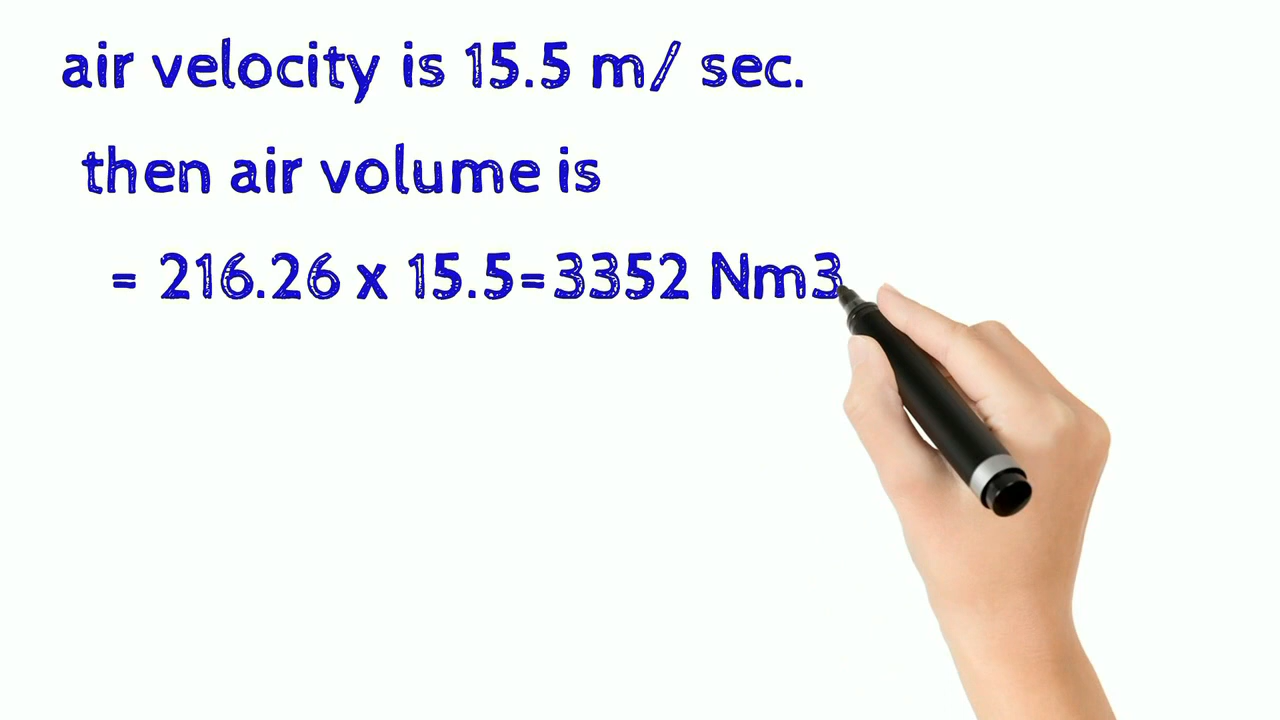 air velocity is 15.5 m/ sec.
then air volume is
= 216.26 x 15.5=3352 Nm3